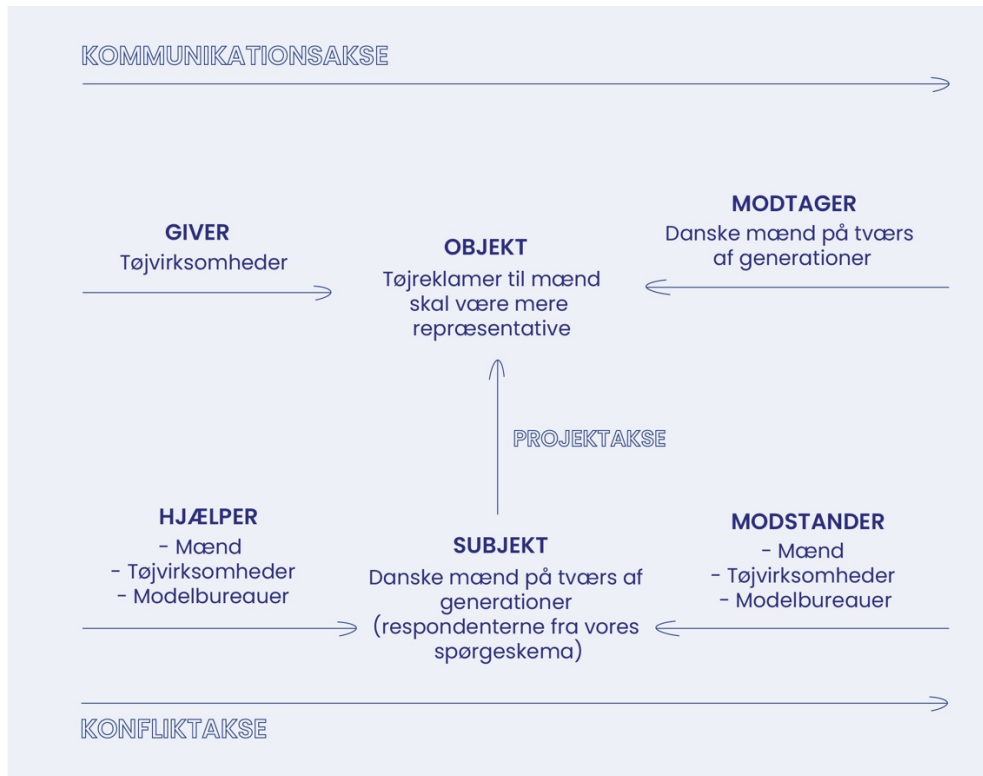 KOMMUNIKATIONSAKSE
GIVER
Tøjvirksomheder
OBJEKT
Tøjreklamer til mænd
skal være mere
repræsentative
MODTAGER
Danske mænd på tværs
af generationer
PROJEKTAKSE
HJÆLPER
- Mænd
- Tøjvirksomheder
- Modelbureauer
SUBJEKT
Danske mænd på tværs af
generationer
(respondenterne fra vores
spørgeskema)
MODSTANDER
- Mænd
- Tøjvirksomheder
- Modelbureauer
KONFLIKTAKSE